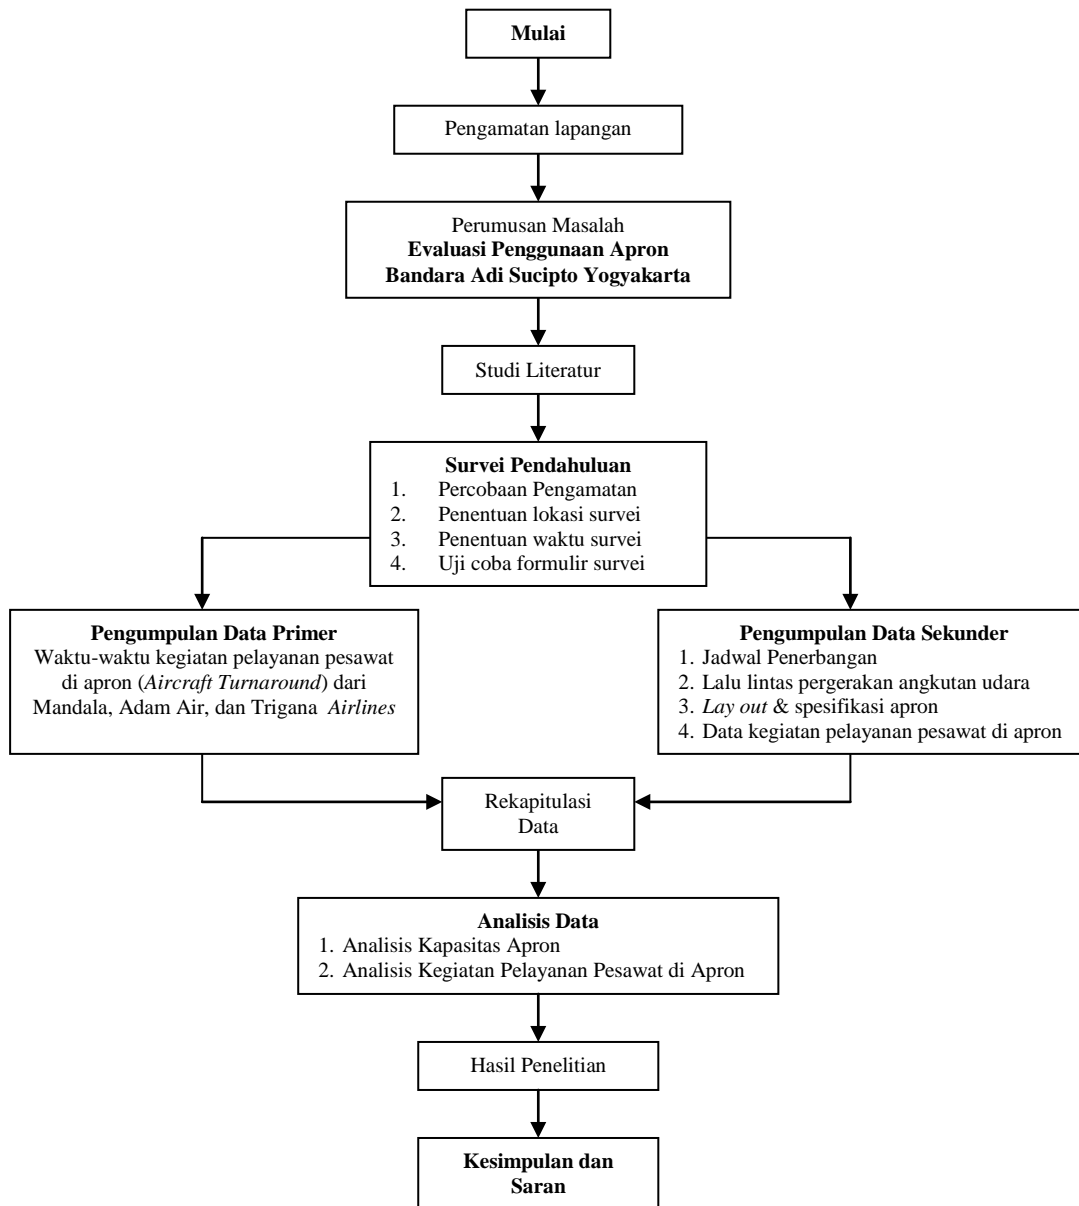 Mulai
Pengamatan lapangan
Perumusan Masalah
Evaluasi Penggunaan Apron
Bandara Adi Sucipto Yogyakarta
Studi Literatur
Survei Pendahuluan
1. Percobaan Pengamatan
2. Penentuan lokasi survei
3. Penentuan waktu survei
4. Uji coba formulir survei
Pengumpulan Data Primer
Waktu-waktu kegiatan pelayanan pesawat
di apron (Aircraft Turnaround) dari
Mandala, Adam Air, dan Trigana Airlines
Pengumpulan Data Sekunder
1. Jadwal Penerbangan
2. Lalu lintas pergerakan angkutan udara
3. Lay out & spesifikasi apron
4. Data kegiatan pelayanan pesawat di apron
Rekapitulasi
Data
Analisis Data
1. Analisis Kapasitas Apron
2. Analisis Kegiatan Pelayanan Pesawat di Apron
Hasil Penelitian
Kesimpulan dan
Saran